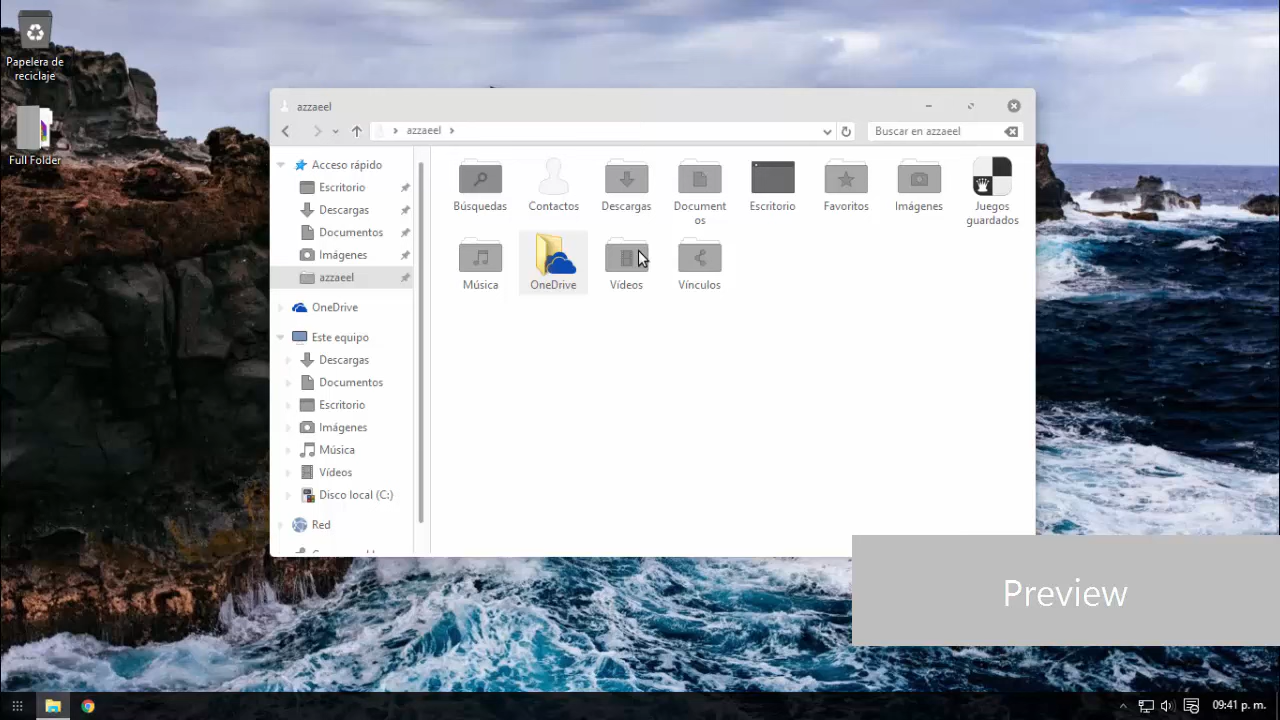 Papelera de
reciclaje
Full Folder
azzaeel
azzaeel
Buscar en azzaeel
Acceso rápido
Escritorio
Descargas
Documentos
Imágenes
azzaeel
OneDrive
Este equipo
Descargas
Documentos
Escritorio
Imágenes
Música
Vídeos
Disco local (C:)
Red
Búsquedas
Contactos
Descargas
Document
os
Escritorio
Favoritos
Imágenes
Juegos
guardados
Música
OneDrive
Vídeos
Vínculos
Preview
09:41 p. m.